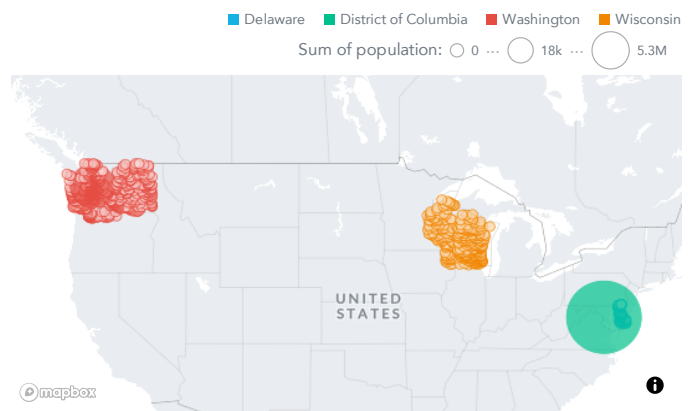 Delaware District of Columbia Washington Wisconsin
Sum of population: 0 ··· 18k ··· 5.3M
UNITED
STATES
mapbox
i